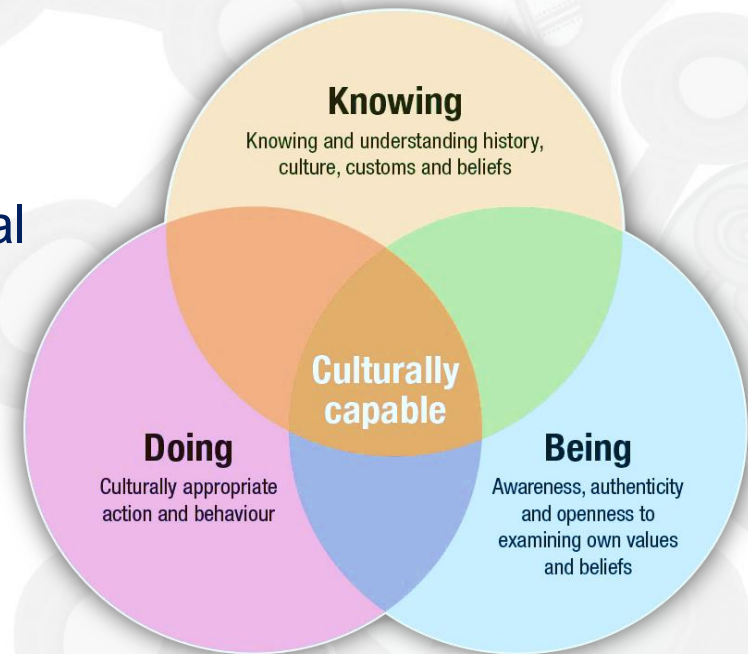 Knowing
Knowing and understanding history,
culture, customs and beliefs
al
Culturally
capable
Doing
Culturally appropriate
action and behaviour
Being
Awareness, authenticity
and openness to
examining own values
and beliefs